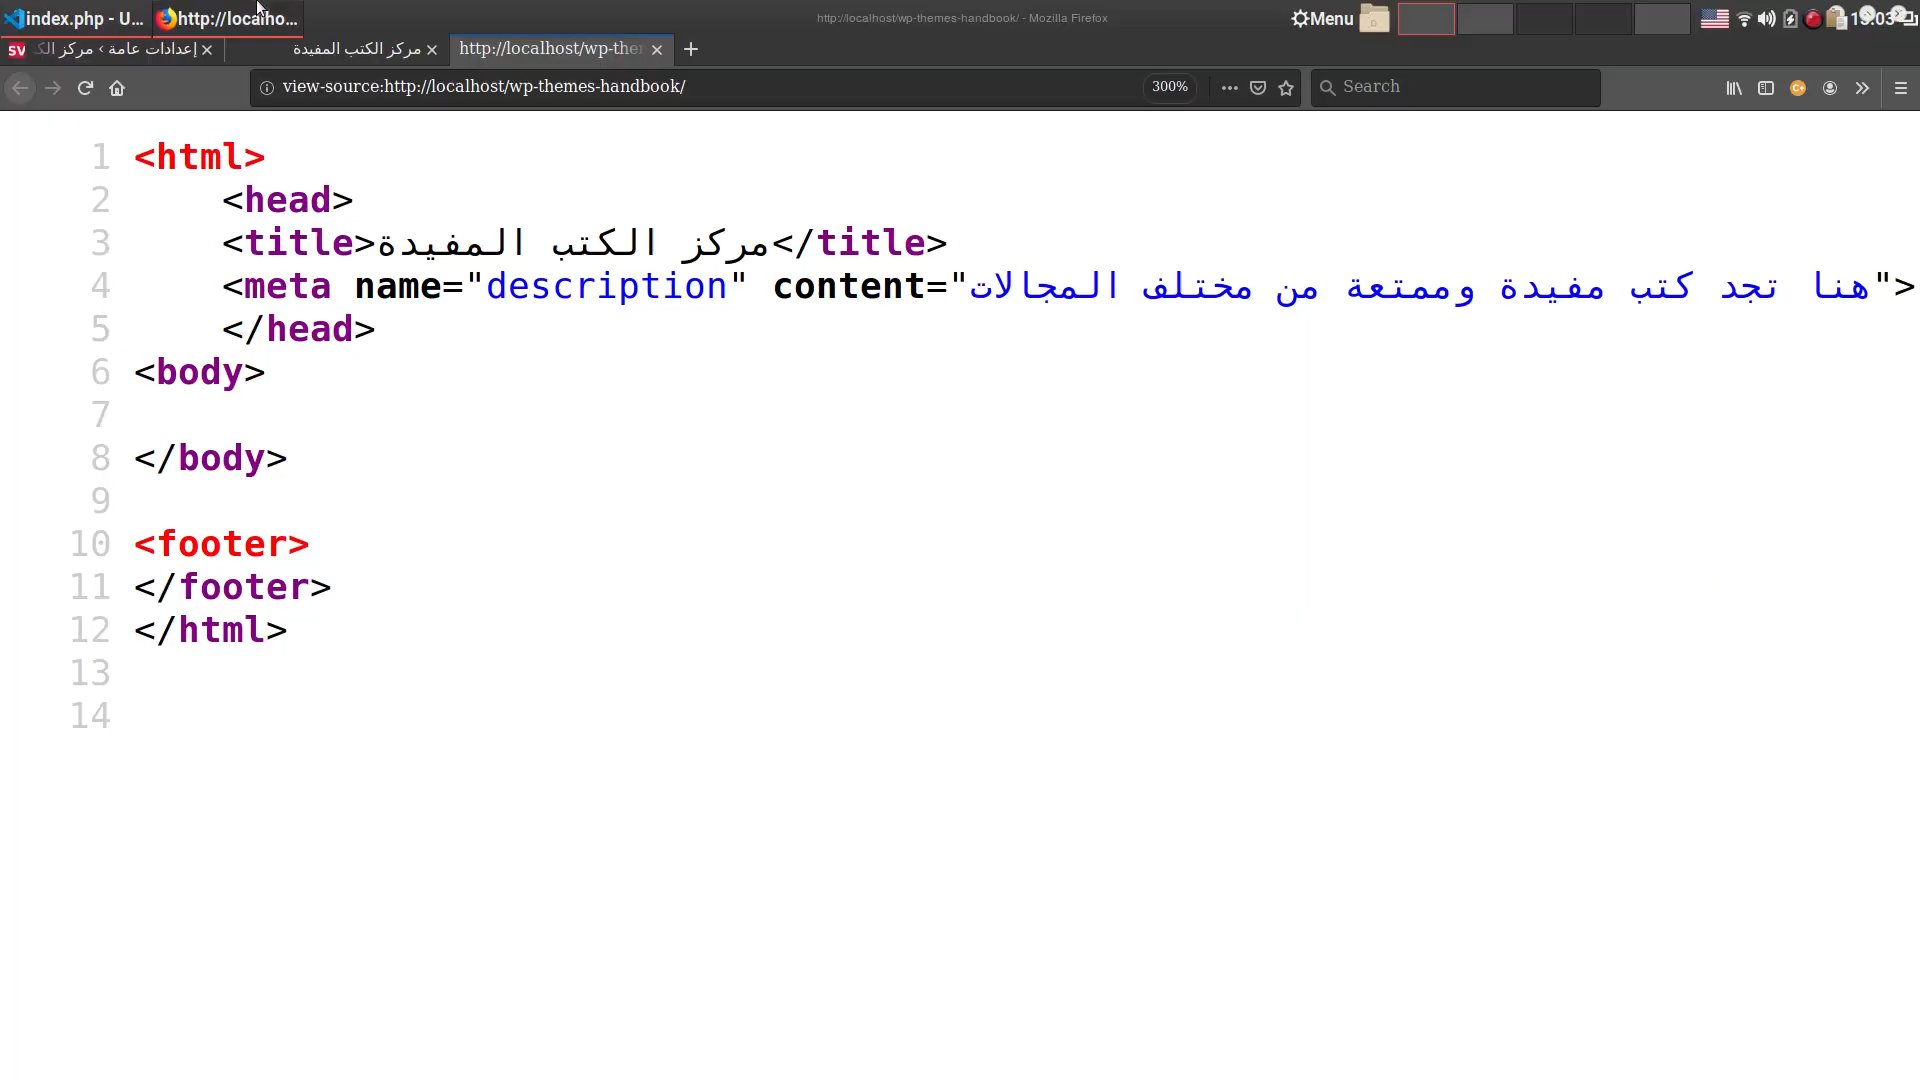 index.php - U...
http://localho...
http://localhost/wp-themes-handbook/ - Mozilla Firefox
Menu
إعدادات عامة › مركز الك
مركز الكتب المفيدة
http://localhost/wp-the
view-source:http://localhost/wp-themes-handbook/
300%
Search
1 <html>
2 <head>
3 <title>مركز الكتب المفيدة</title>
4 <meta name="description" content="هنا تجد كتب مفيدة وممتعة من مختلف المجالات">
5 </head>
6 <body>
7
8 </body>
9
10 <footer>
11 </footer>
12 </html>
13
14